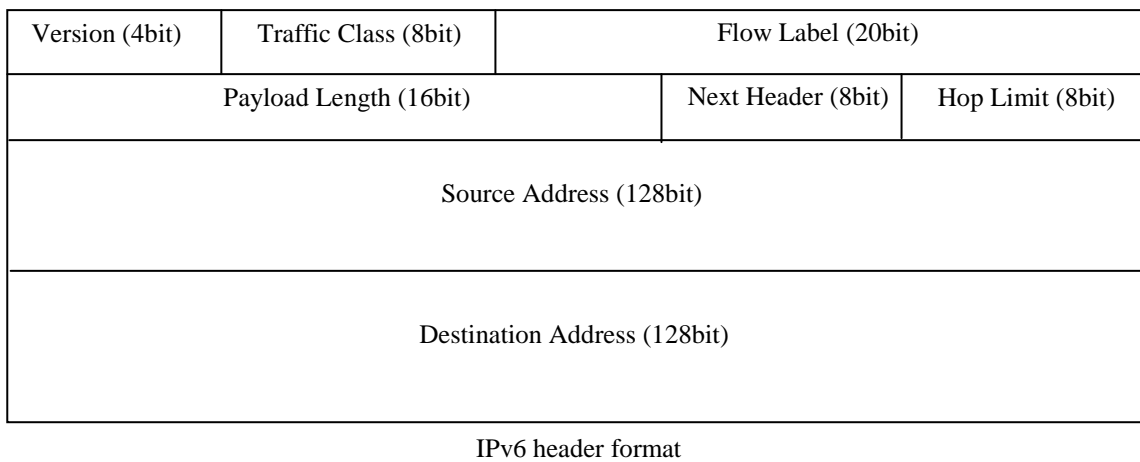 Version (4bit) Traffic Class (8bit) Flow Label (20bit)
Payload Length (16bit) Next Header (8bit) Hop Limit (8bit)
Source Address (128bit)
Destination Address (128bit)
IPv6 header format